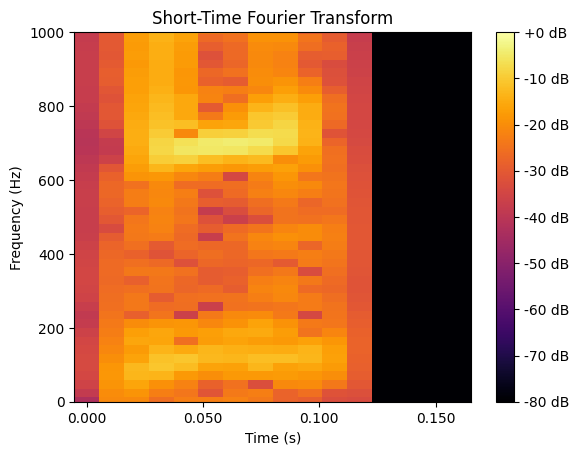 Short-Time Fourier Transform
1000
800
600
400
200
0
Frequency (Hz)
0.000
0.050
0.100
0.150
Time (s)
+0 dB
-10 dB
-20 dB
-30 dB
-40 dB
-50 dB
-60 dB
-70 dB
-80 dB